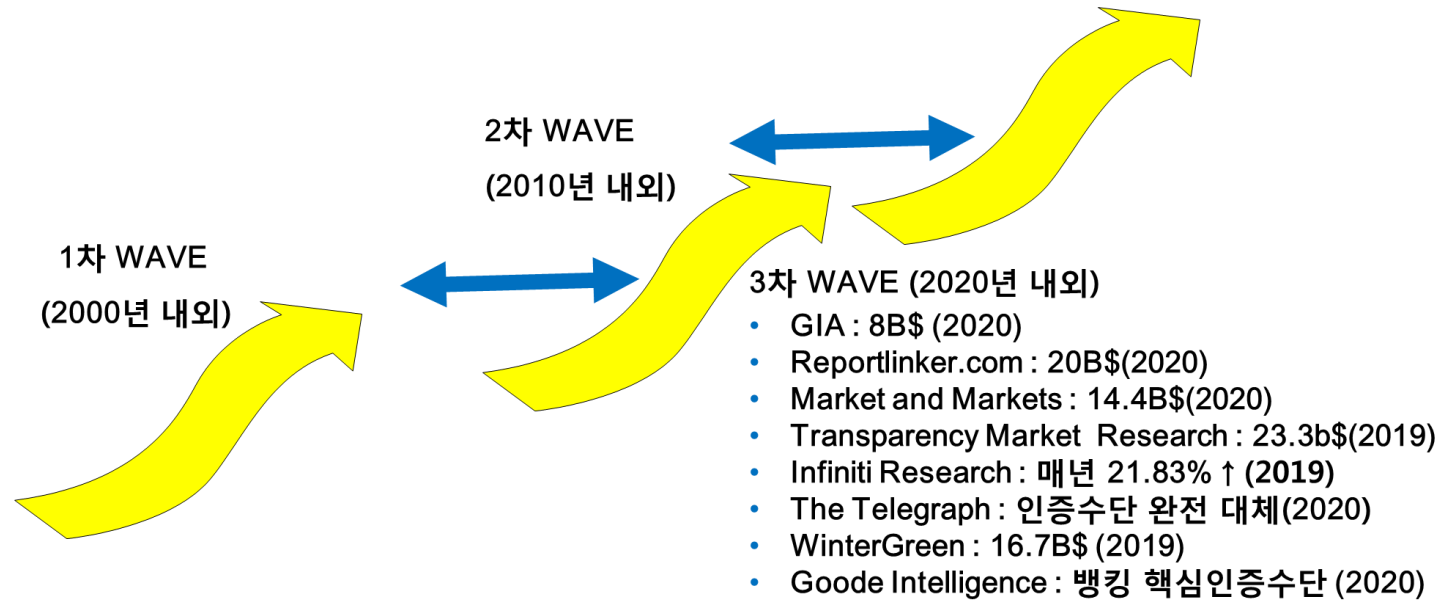 1차 WAVE
(2000년 내외)
2차 WAVE
(2010년 내외)
3차 WAVE (2020년 내외)
• GIA : 8B$ (2020)
• Reportlinker.com : 20B$(2020)
• Market and Markets : 14.4B$(2020)
• Transparency Market Research : 23.3b$(2019)
• Infiniti Research : 매년 21.83% ↑ (2019)
• The Telegraph : 인증수단 완전 대체(2020)
• WinterGreen : 16.7B$ (2019)
• Goode Intelligence : 뱅킹 핵심인증수단 (2020)